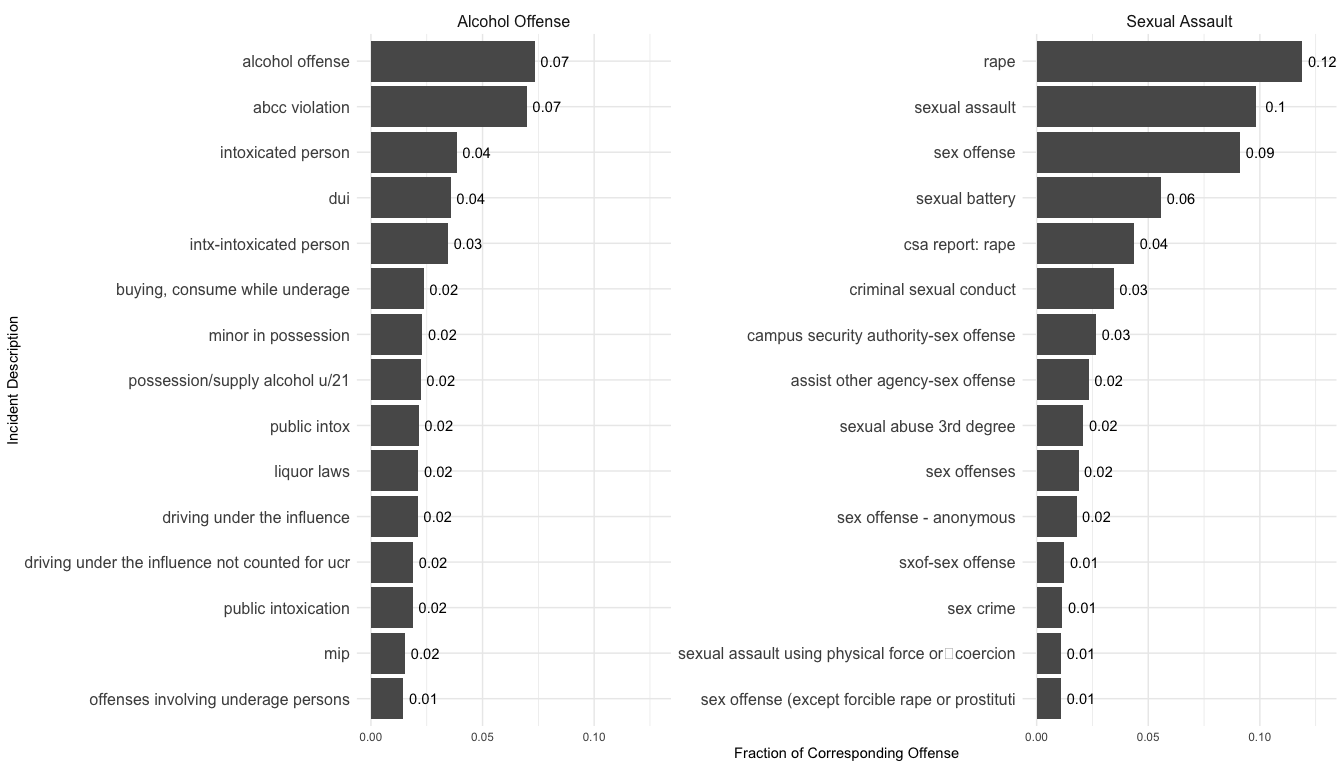 Alcohol Offense
Sexual Assault
Incident Description
alcohol offense 0.07
abcc violation 0.07
intoxicated person 0.04
dui 0.04
intx-intoxicated person 0.03
buying, consume while underage 0.02
minor in possession 0.02
possession/supply alcohol u/21 0.02
public intox 0.02
liquor laws 0.02
driving under the influence 0.02
driving under the influence not counted for ucr 0.02
public intoxication 0.02
mip 0.02
offenses involving underage persons 0.01
0.00 0.05 0.10
rape 0.12
sexual assault 0.1
sex offense 0.09
sexual battery 0.06
csa report: rape 0.04
criminal sexual conduct 0.03
campus security authority-sex offense 0.03
assist other agency-sex offense 0.02
sexual abuse 3rd degree 0.02
sex offenses 0.02
sex offense - anonymous 0.02
sxof-sex offense 0.01
sex crime 0.01
sexual assault using physical force or□coercion 0.01
sex offense (except forcible rape or prostituti 0.01
0.00 0.05 0.10
Fraction of Corresponding Offense